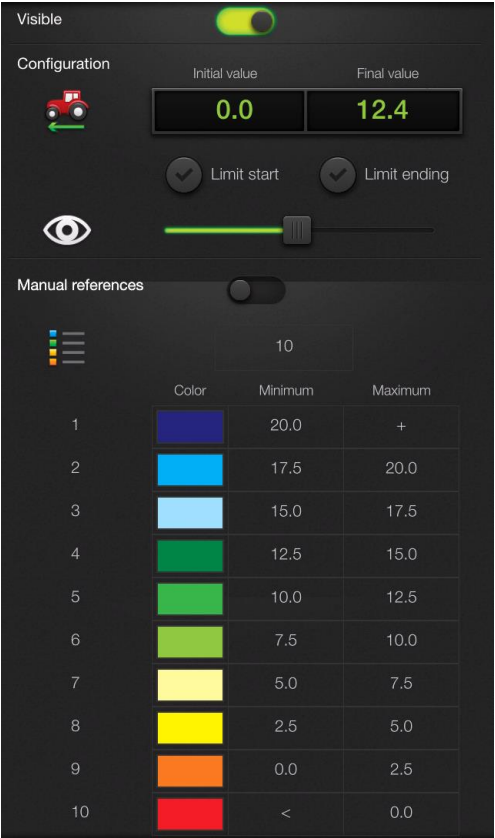 Visible
Configuration
Initial value Final value
0.0 12.4
Limit start Limit ending
Manual references
10
Color Minimum Maximum
1 20.0 +
2 17.5 20.0
3 15.0 17.5
4 12.5 15.0
5 10.0 12.5
6 7.5 10.0
7 5.0 7.5
8 2.5 5.0
9 0.0 2.5
10 < 0.0